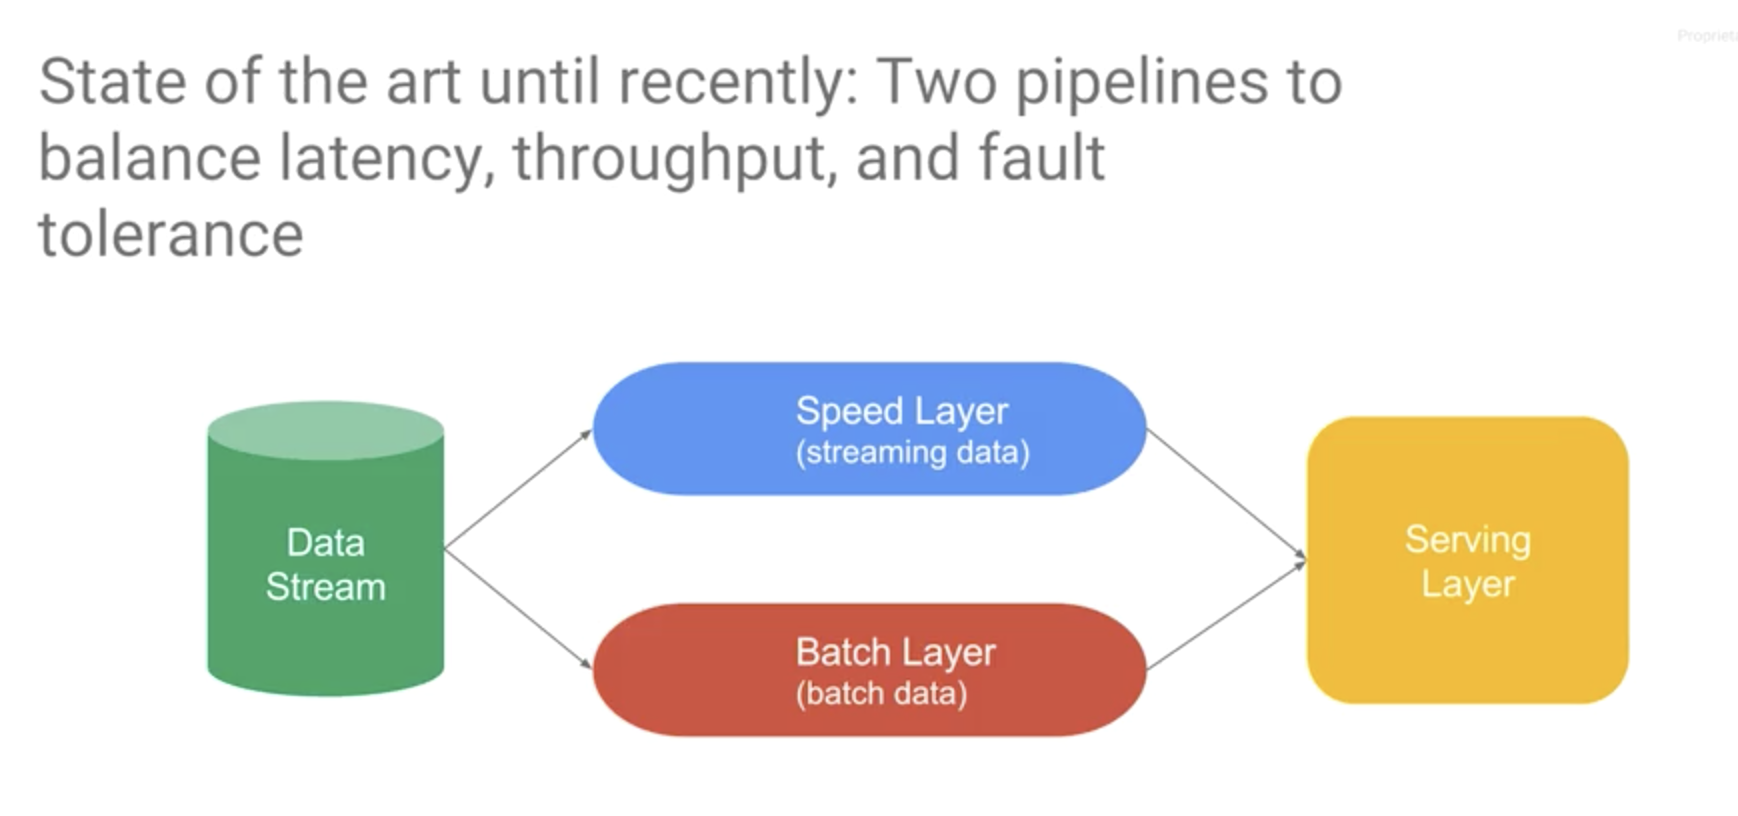 State of the art until recently: Two pipelines to
balance latency, throughput, and fault
tolerance
Speed Layer
(streaming data)
Data
Stream
Serving
Layer
Batch Layer
(batch data)